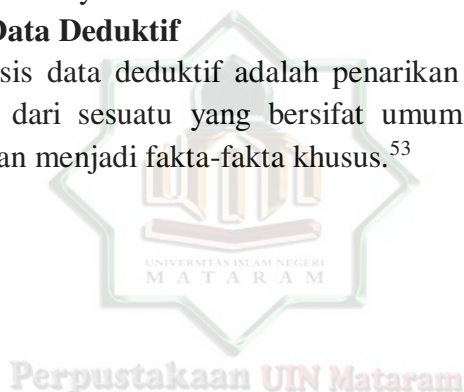 Data Deduktif
sis data deduktif adalah penarikan
dari sesuatu yang bersifat umum
an menjadi fakta-fakta khusus.53
UNIVERSITAS ISLAM NEGERI
MATARAM
Perpustakaan UIN Mataram